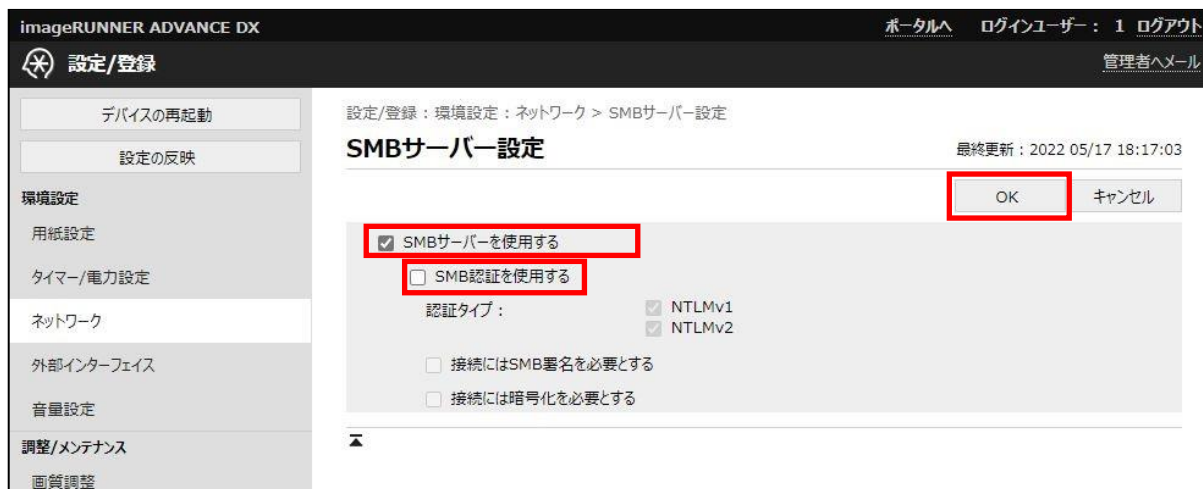 imageRUNNER ADVANCE DX
ポータルへ ログインユーザー： 1 ログアウト
設定/登録
管理者へメール
デバイスの再起動
設定の反映
環境設定
用紙設定
タイマー/電力設定
ネットワーク
外部インターフェイス
音量設定
調整/メンテナンス
画質調整
設定/登録 : 環境設定 : ネットワーク > SMBサーバー設定
SMBサーバー設定
最終更新 : 2022 05/17 18:17:03
OK キャンセル
SMBサーバーを使用する
SMB認証を使用する
認証タイプ : NTLMv1
NTLMv2
接続にはSMB署名を必要とする
接続には暗号化を必要とする